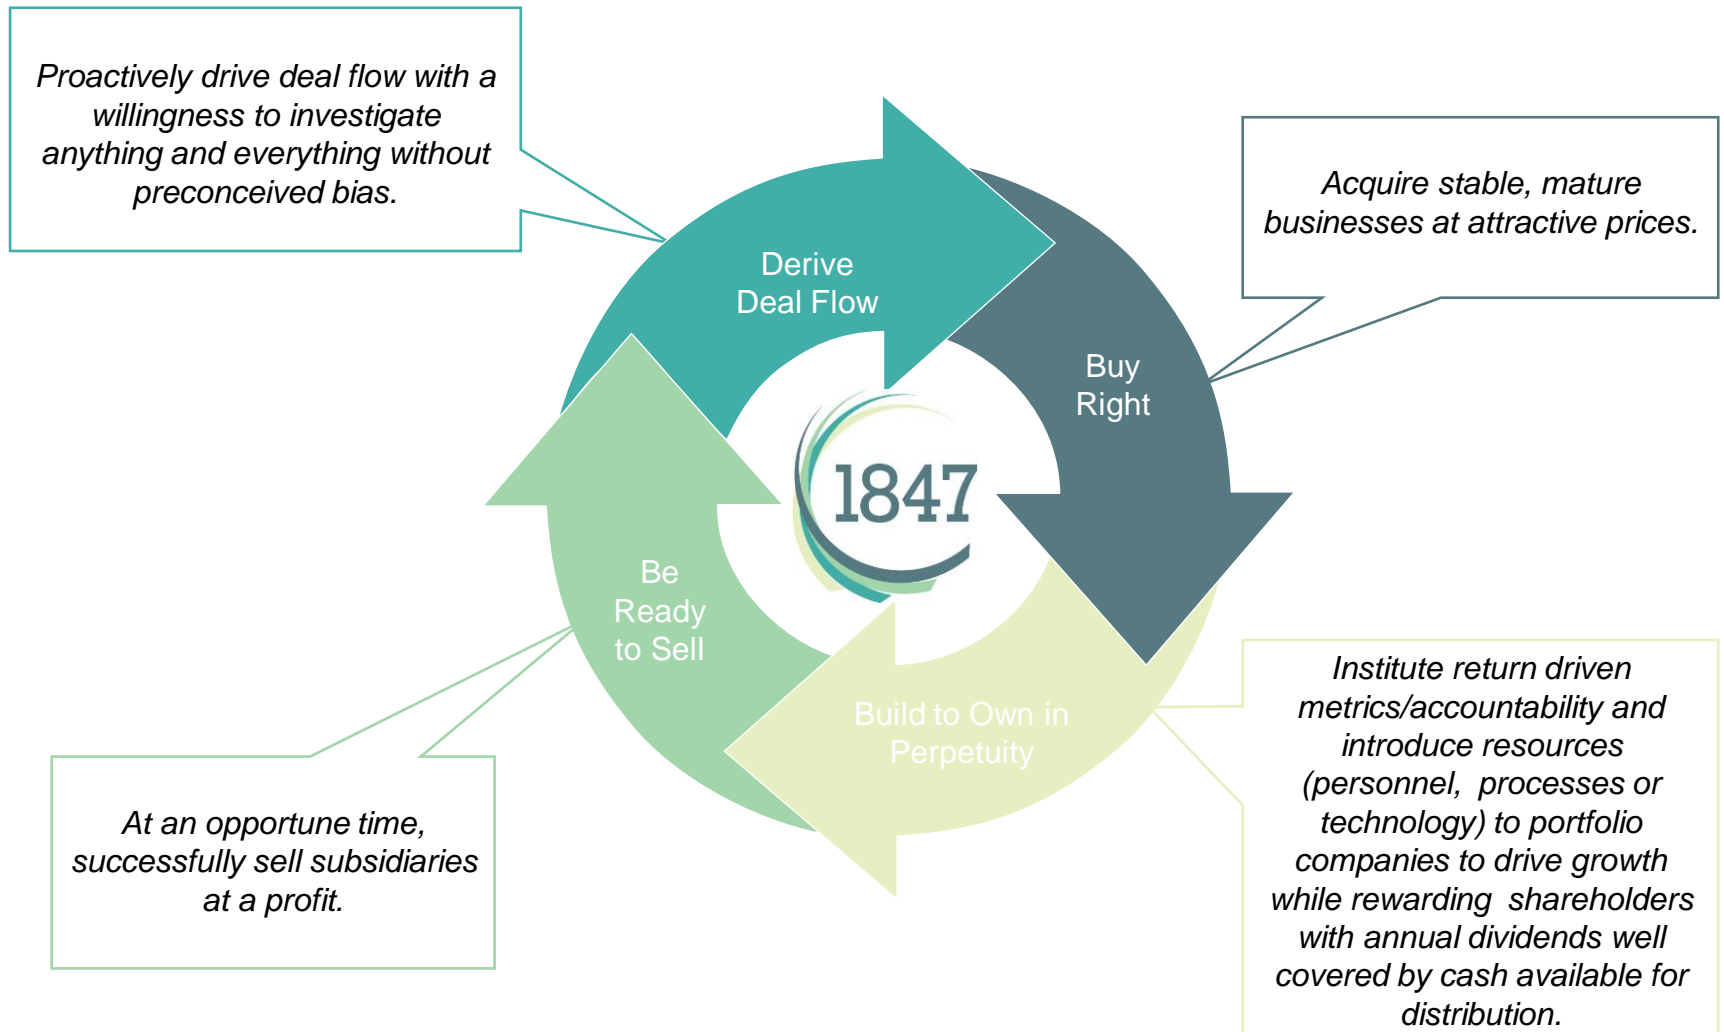 Proactively drive deal flow with a
willingness to investigate
anything and everything without
preconceived bias.
Derive
Deal Flow
Acquire stable, mature
businesses at attractive prices.
Buy
Right
1847
Be
Ready
to Sell
Build to Own in
Perpetuity
At an opportune time,
successfully sell subsidiaries
at a profit.
Institute return driven
metrics/accountability and
introduce resources
(personnel, processes or
technology) to portfolio
companies to drive growth
while rewarding shareholders
with annual dividends well
covered by cash available for
distribution.